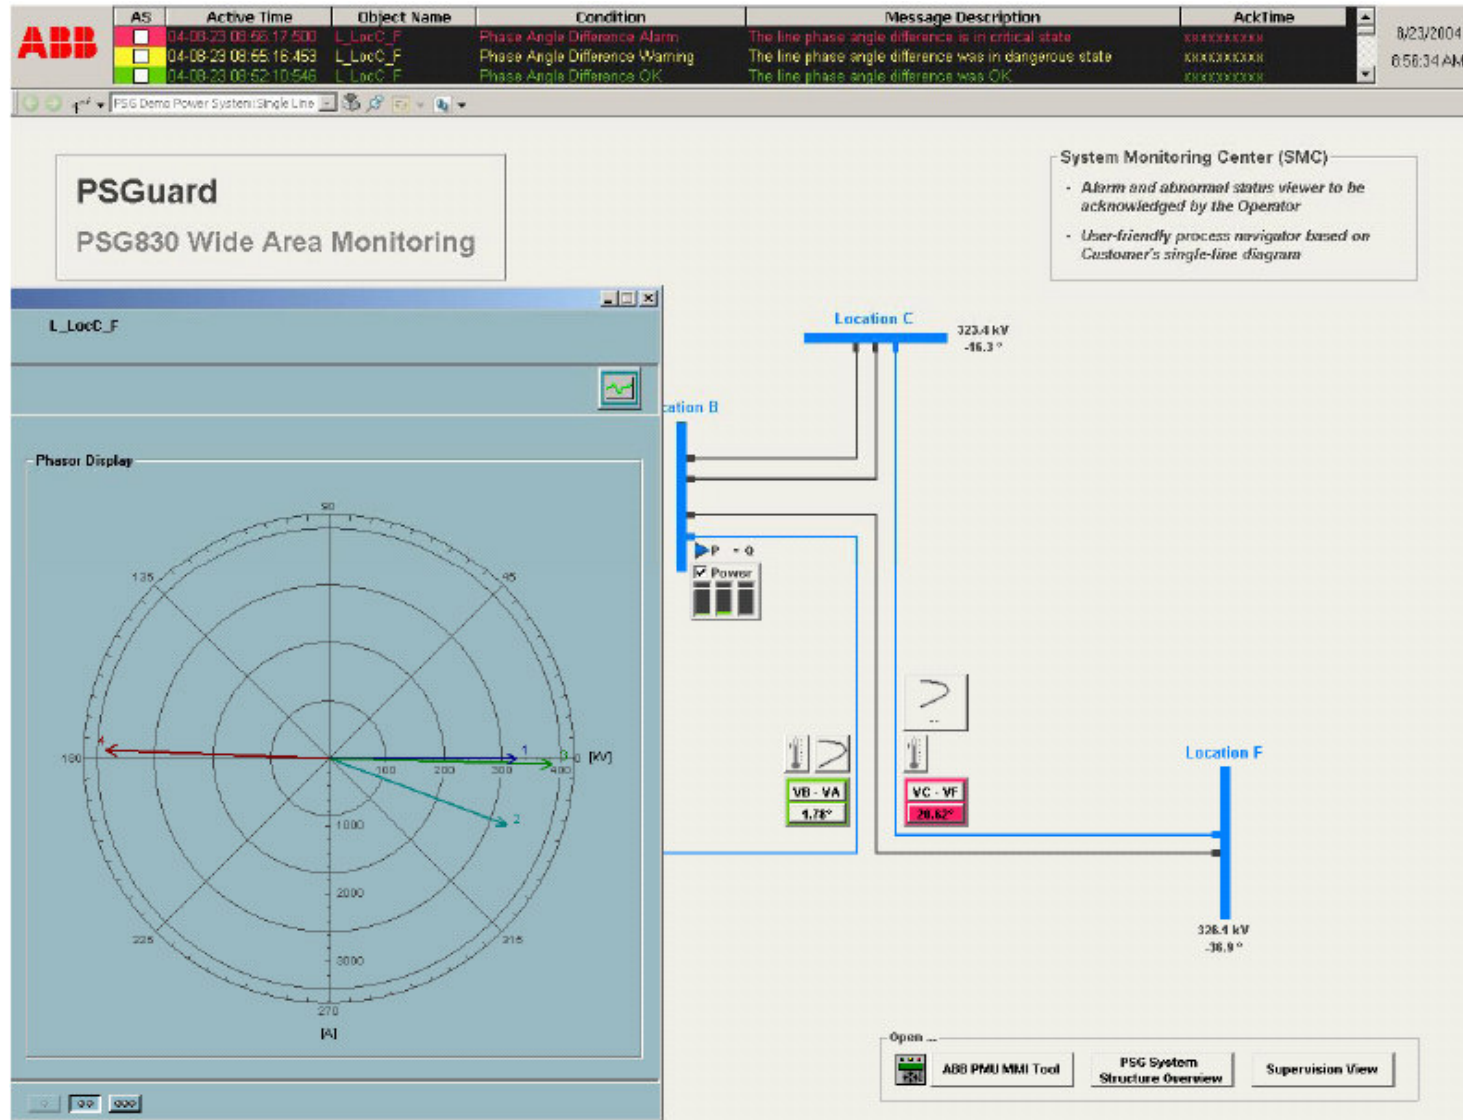 ABB
AS Active Time Object Name Condition Message Description AckTime
04-08-23 08:56:17:500 L_LocC_F Phase Angle Difference Alarm The line phase angle difference is in critical state xxxxxxxxxx
04-08-23 08:55:16:453 L_LocC_F Phase Angle Difference Warning The line phase angle difference was in dangerous state xxxxxxxxxx
04-08-23 08:52:10:546 L_LocC_F Phase Angle Difference OK The line phase angle difference was OK xxxxxxxxxx
8/23/2004
8:56:34 AM
PSG Demo Power System:Single Line
PSGuard
PSG830 Wide Area Monitoring
System Monitoring Center (SMC)
- Alarm and abnormal status viewer to be
acknowledged by the Operator
- User-friendly process navigator based on
Customer's single-line diagram
L_LocC_F
Phasor Display
90
135
45
180
0 [kV]
100 200 300 400
1
2
3
4
1000
2000
3000
225
315
270
[A]
Location C
323.4 kV
-16.3 °
cation B
P - Q
Power
--
VB - VA
4.78°
VC - VF
20.62°
Location F
326.4 kV
-36.9 °
Open ...
ABB PMU MMI Tool
PSG System
Structure Overview
Supervision View